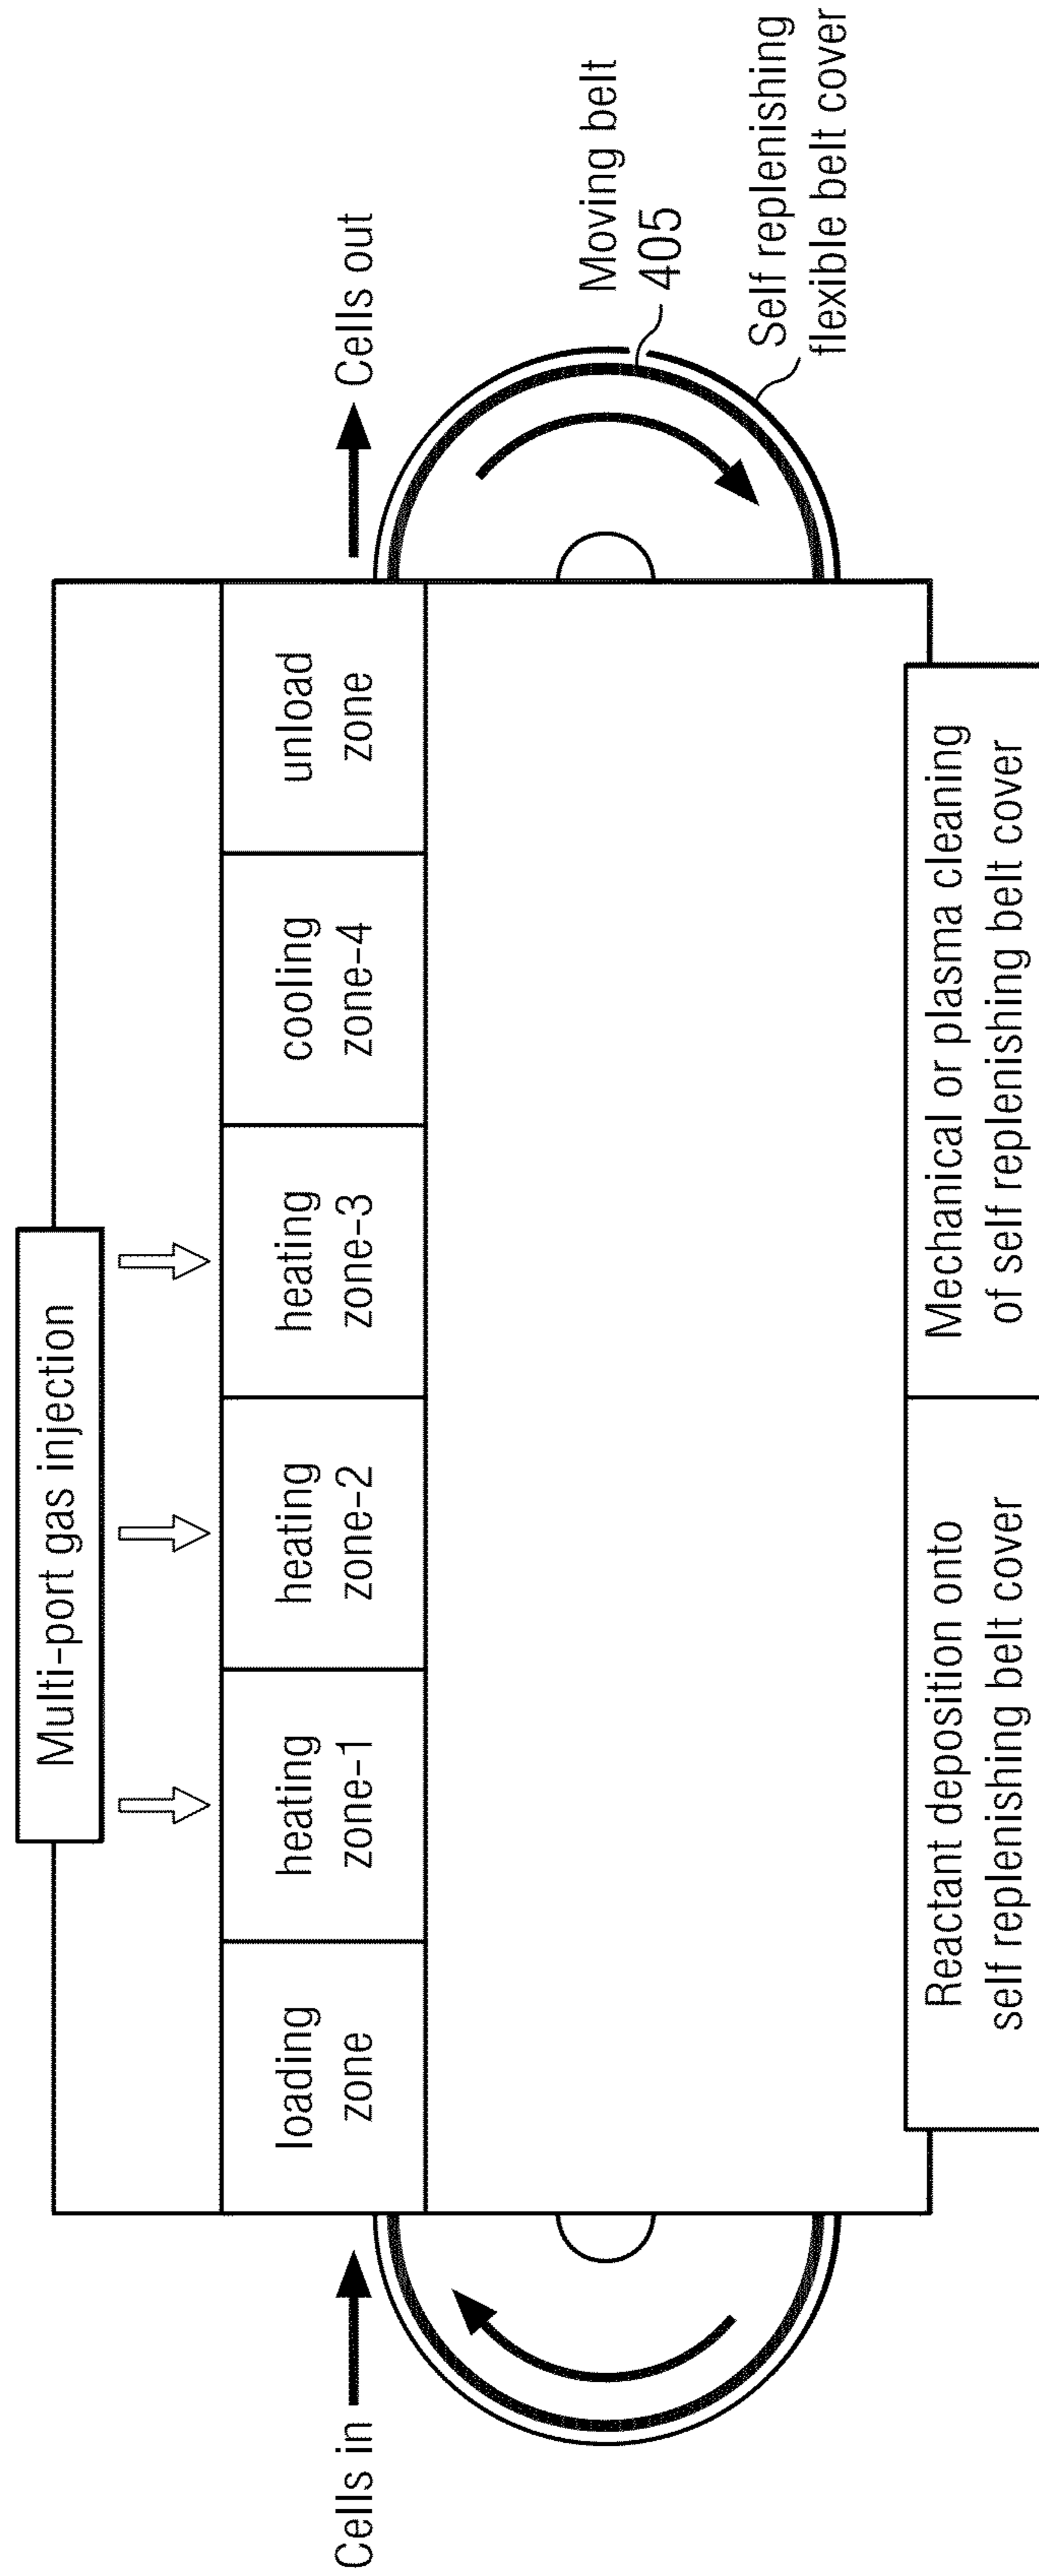 Multi-port gas injection
Cells in
loading
zone
heating
zone-1
heating
zone-2
heating
zone-3
cooling
zone-4
unload
zone
Cells out
Moving belt
405
Self replenishing
flexible belt cover
Reactant deposition onto
self replenishing belt cover
Mechanical or plasma cleaning
of self replenishing belt cover